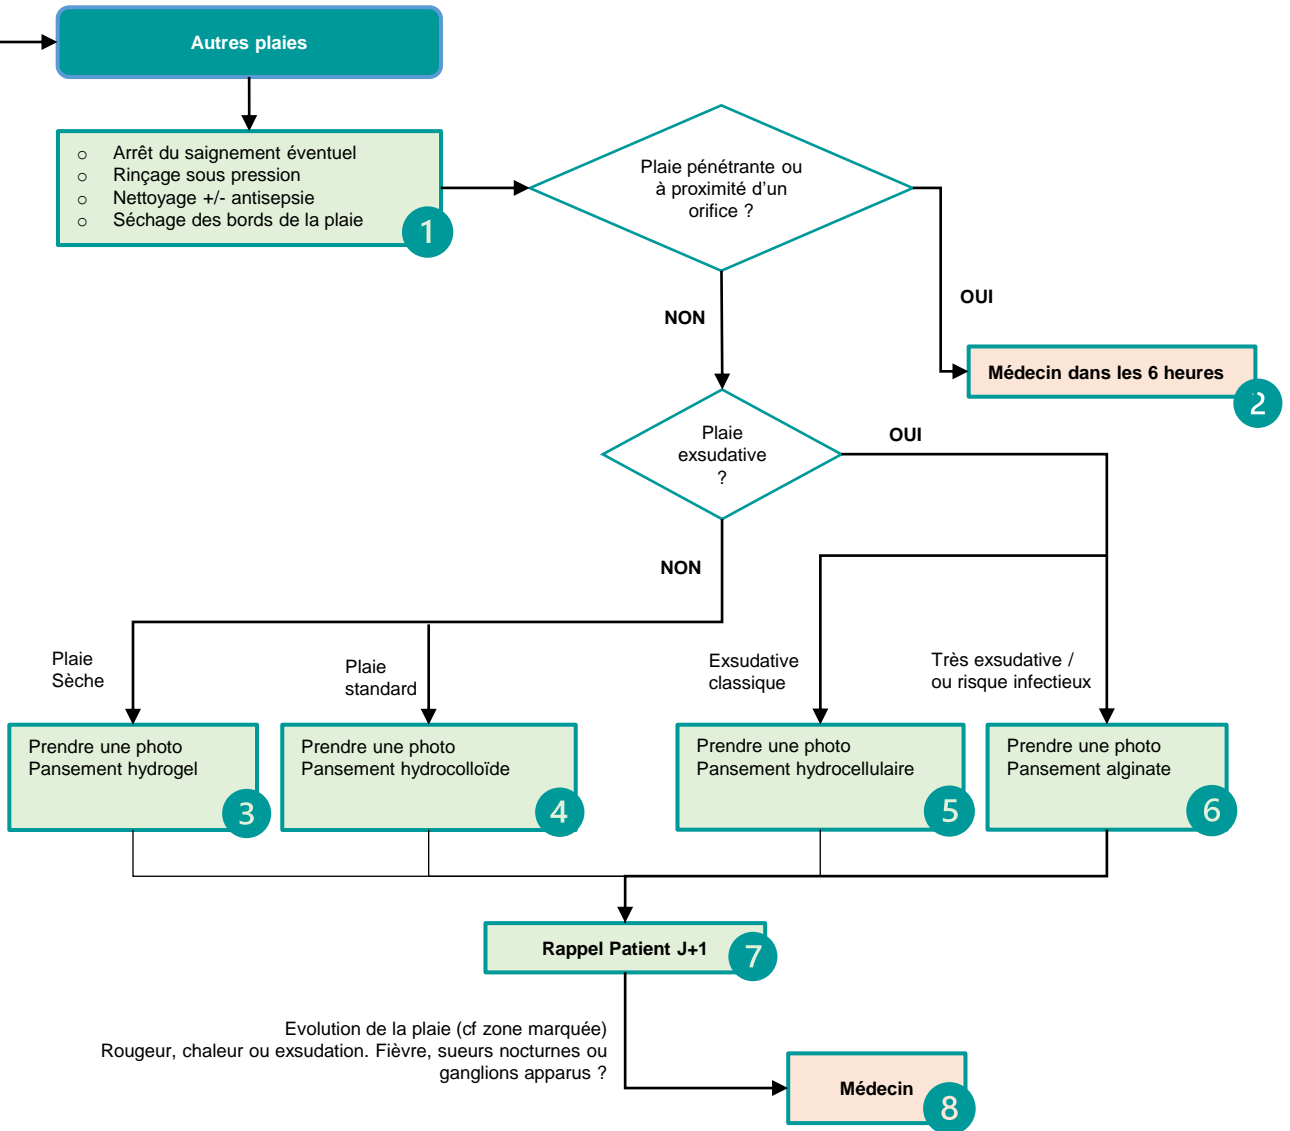 Autres plaies
o Arrêt du saignement éventuel
o Rinçage sous pression
o Nettoyage +/- antisepsie
o Séchage des bords de la plaie
1
Plaie pénétrante ou
à proximité d'un
orifice ?
OUI
NON
Médecin dans les 6 heures
2
Plaie
exsudative
?
OUI
NON
Plaie
Sèche
Plaie
standard
Exsudative
classique
Très exsudative /
ou risque infectieux
Prendre une photo
Pansement hydrogel
3
Prendre une photo
Pansement hydrocolloïde
4
Prendre une photo
Pansement hydrocellulaire
5
Prendre une photo
Pansement alginate
6
Rappel Patient J+1
7
Evolution de la plaie (cf zone marquée)
Rougeur, chaleur ou exsudation. Fièvre, sueurs nocturnes ou
ganglions apparus ?
Médecin
8